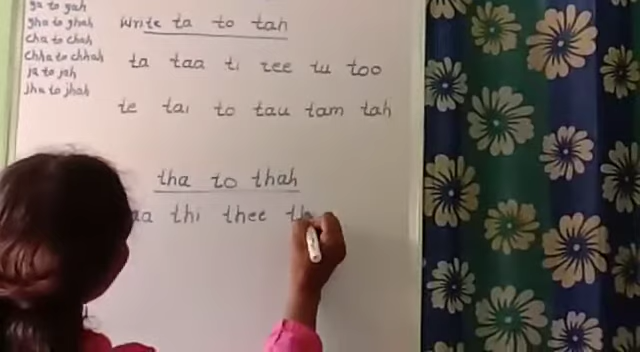 ga to gah
gha to ghah
cha to chah
chha to chhah
ja to jah
jha to jhah
Write ta to tah
ta taa ti tee tu too
te tai to tau tam tah
tha to thah
thi thee